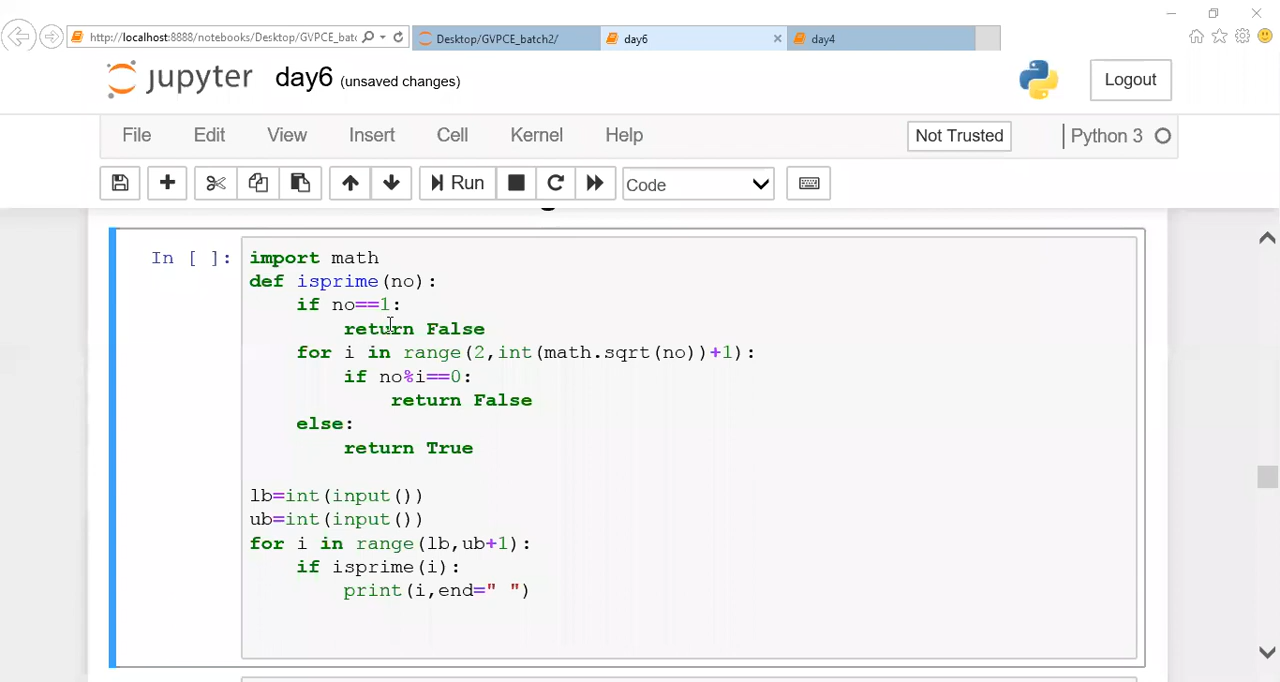 http://localhost:8888/notebooks/Desktop/GVPCE_batc
Desktop/GVPCE_batch2/
day6
day4
jupyter day6 (unsaved changes)
Logout
File Edit View Insert Cell Kernel Help
Not Trusted
Python 3
Run
Code
In [ ]:
import math
def isprime(no):
    if no==1:
        return False
    for i in range(2,int(math.sqrt(no))+1):
        if no%i==0:
            return False
    else:
        return True

lb=int(input())
ub=int(input())
for i in range(lb,ub+1):
    if isprime(i):
        print(i,end=" ")